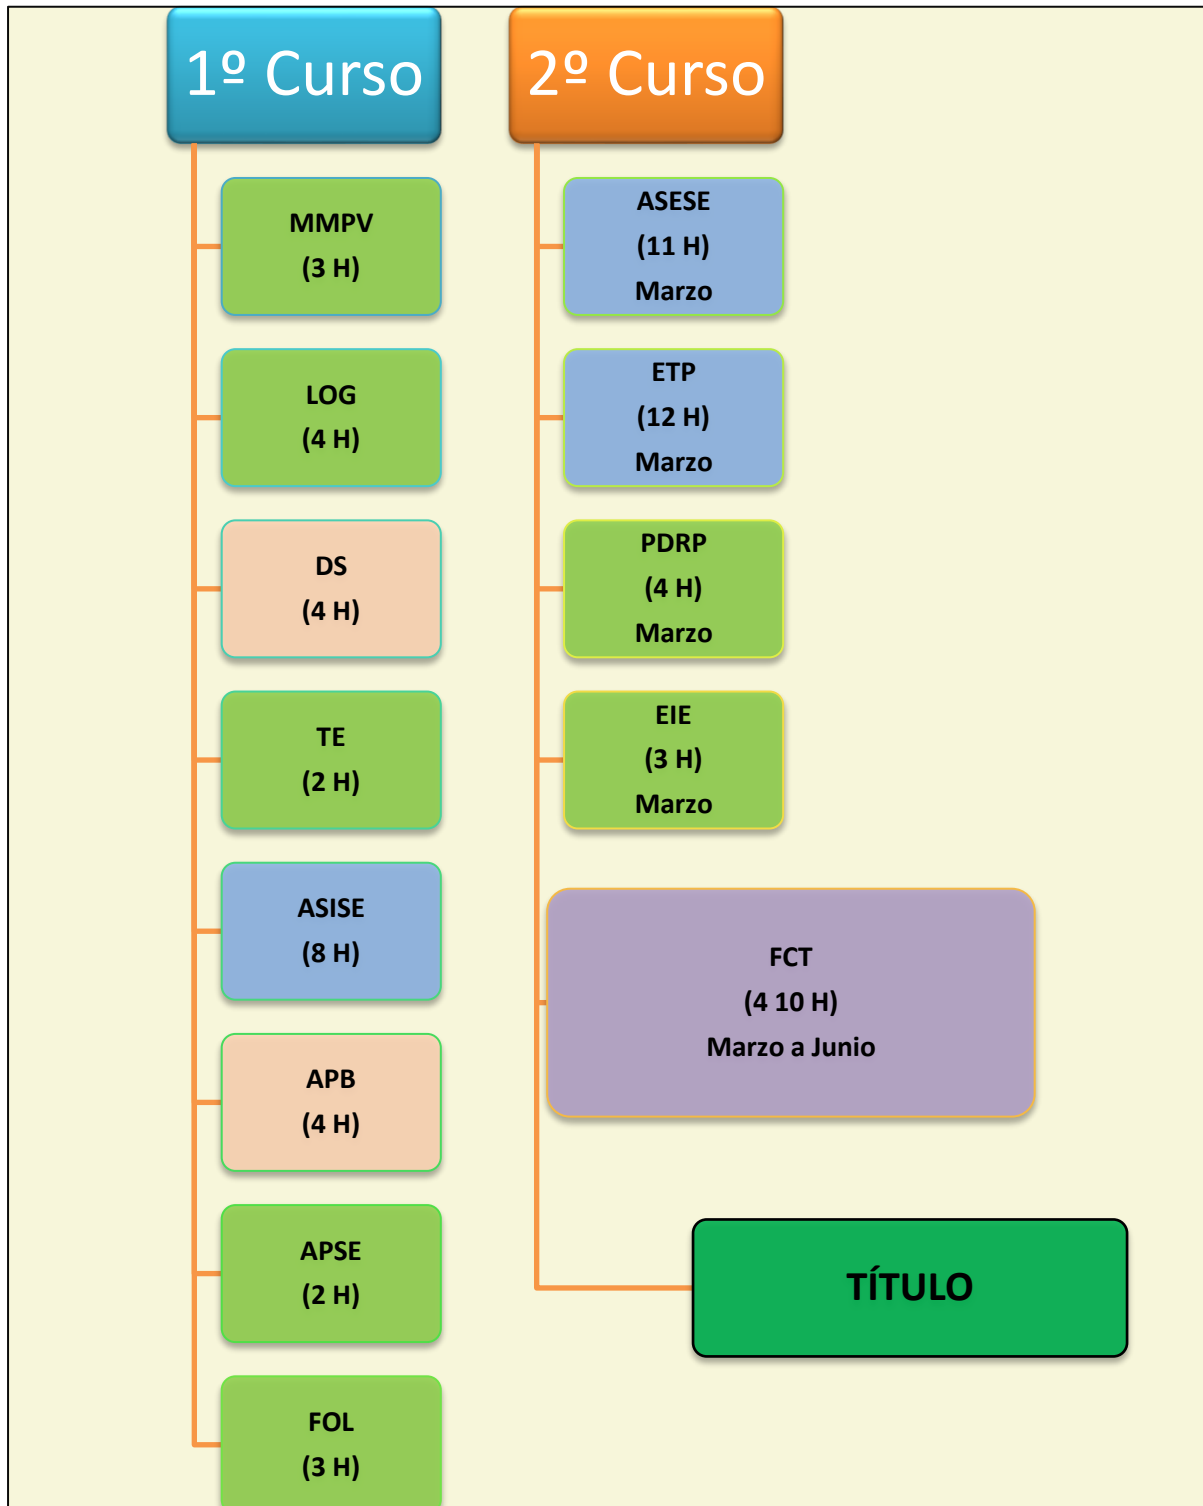 1º Curso
MMPV
(3 H)
LOG
(4 H)
DS
(4 H)
TE
(2 H)
ASISE
(8 H)
APB
(4 H)
APSE
(2 H)
FOL
(3 H)
2º Curso
ASESE
(11 H)
Marzo
ETP
(12 H)
Marzo
PDRP
(4 H)
Marzo
EIE
(3 H)
Marzo
FCT
(4 10 H)
Marzo a Junio
TÍTULO